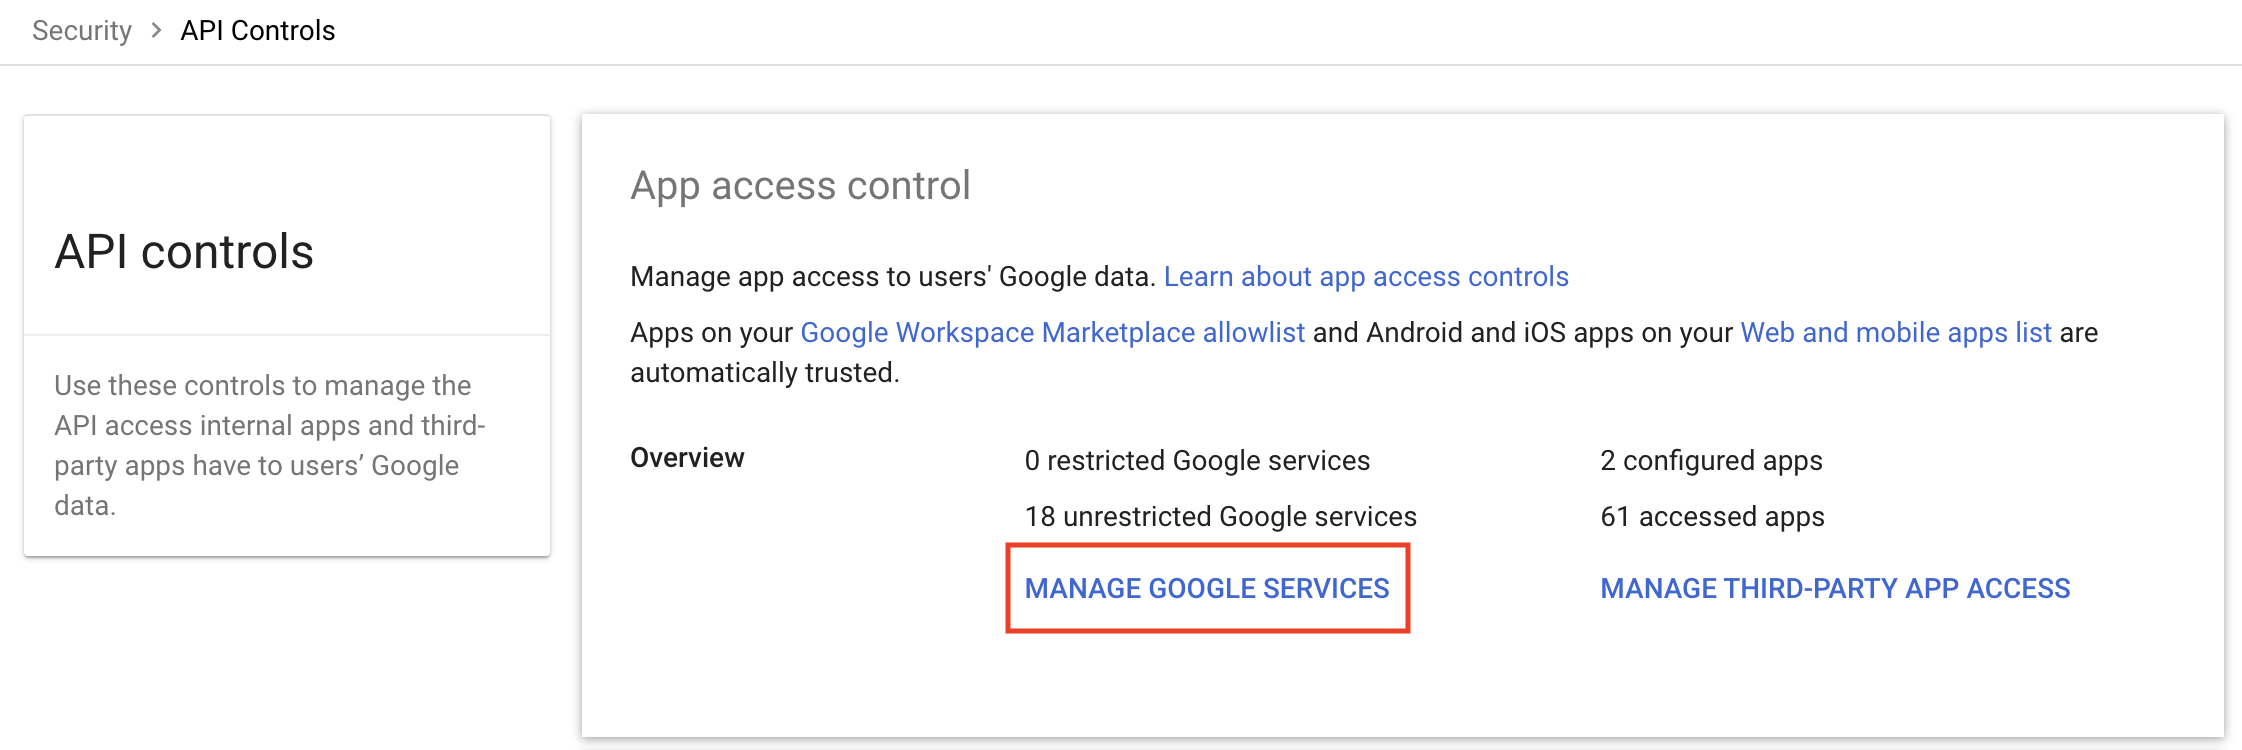 Security > API Controls
API controls
Use these controls to manage the
API access internal apps and third-
party apps have to users’ Google
data.
App access control
Manage app access to users' Google data. Learn about app access controls
Apps on your Google Workspace Marketplace allowlist and Android and iOS apps on your Web and mobile apps list are
automatically trusted.
Overview
0 restricted Google services
18 unrestricted Google services
MANAGE GOOGLE SERVICES
2 configured apps
61 accessed apps
MANAGE THIRD-PARTY APP ACCESS